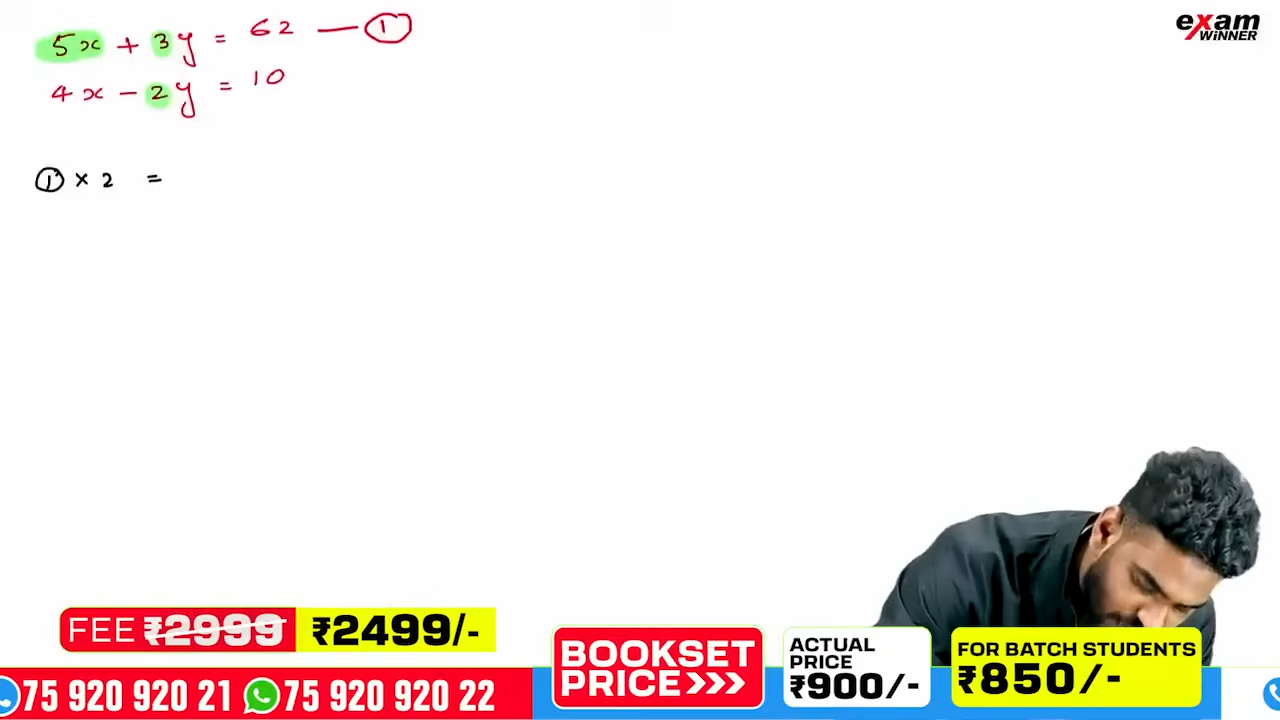 5x + 3y = 62 — ①
4x − 2y = 10
① × 2 =
exam
WiNNER
FEE ₹2999 ₹2499/-
75 920 920 21 75 920 920 22
BOOKSET
PRICE >>>
ACTUAL
PRICE
₹900/-
FOR BATCH STUDENTS
₹850/-